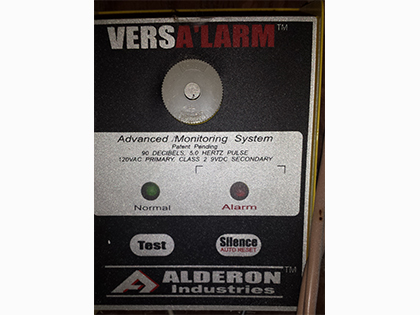 VERSA'LARM™
Advanced Monitoring System
Patent Pending
90 DECIBELS, 5.0 HERTZ PULSE
120VAC PRIMARY, CLASS 2 9VDC SECONDARY
Normal Alarm
Test Silence
AUTO RESET
ALDERON™
Industries